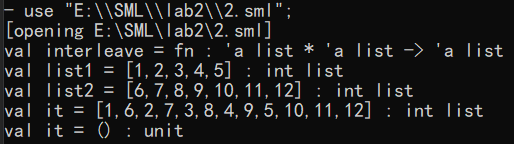 - use "E:\\SML\\lab2\\2.sml";
[opening E:\SML\lab2\2.sml]
val interleave = fn : 'a list * 'a list -> 'a list
val list1 = [1,2,3,4,5] : int list
val list2 = [6,7,8,9,10,11,12] : int list
val it = [1,6,2,7,3,8,4,9,5,10,11,12] : int list
val it = () : unit